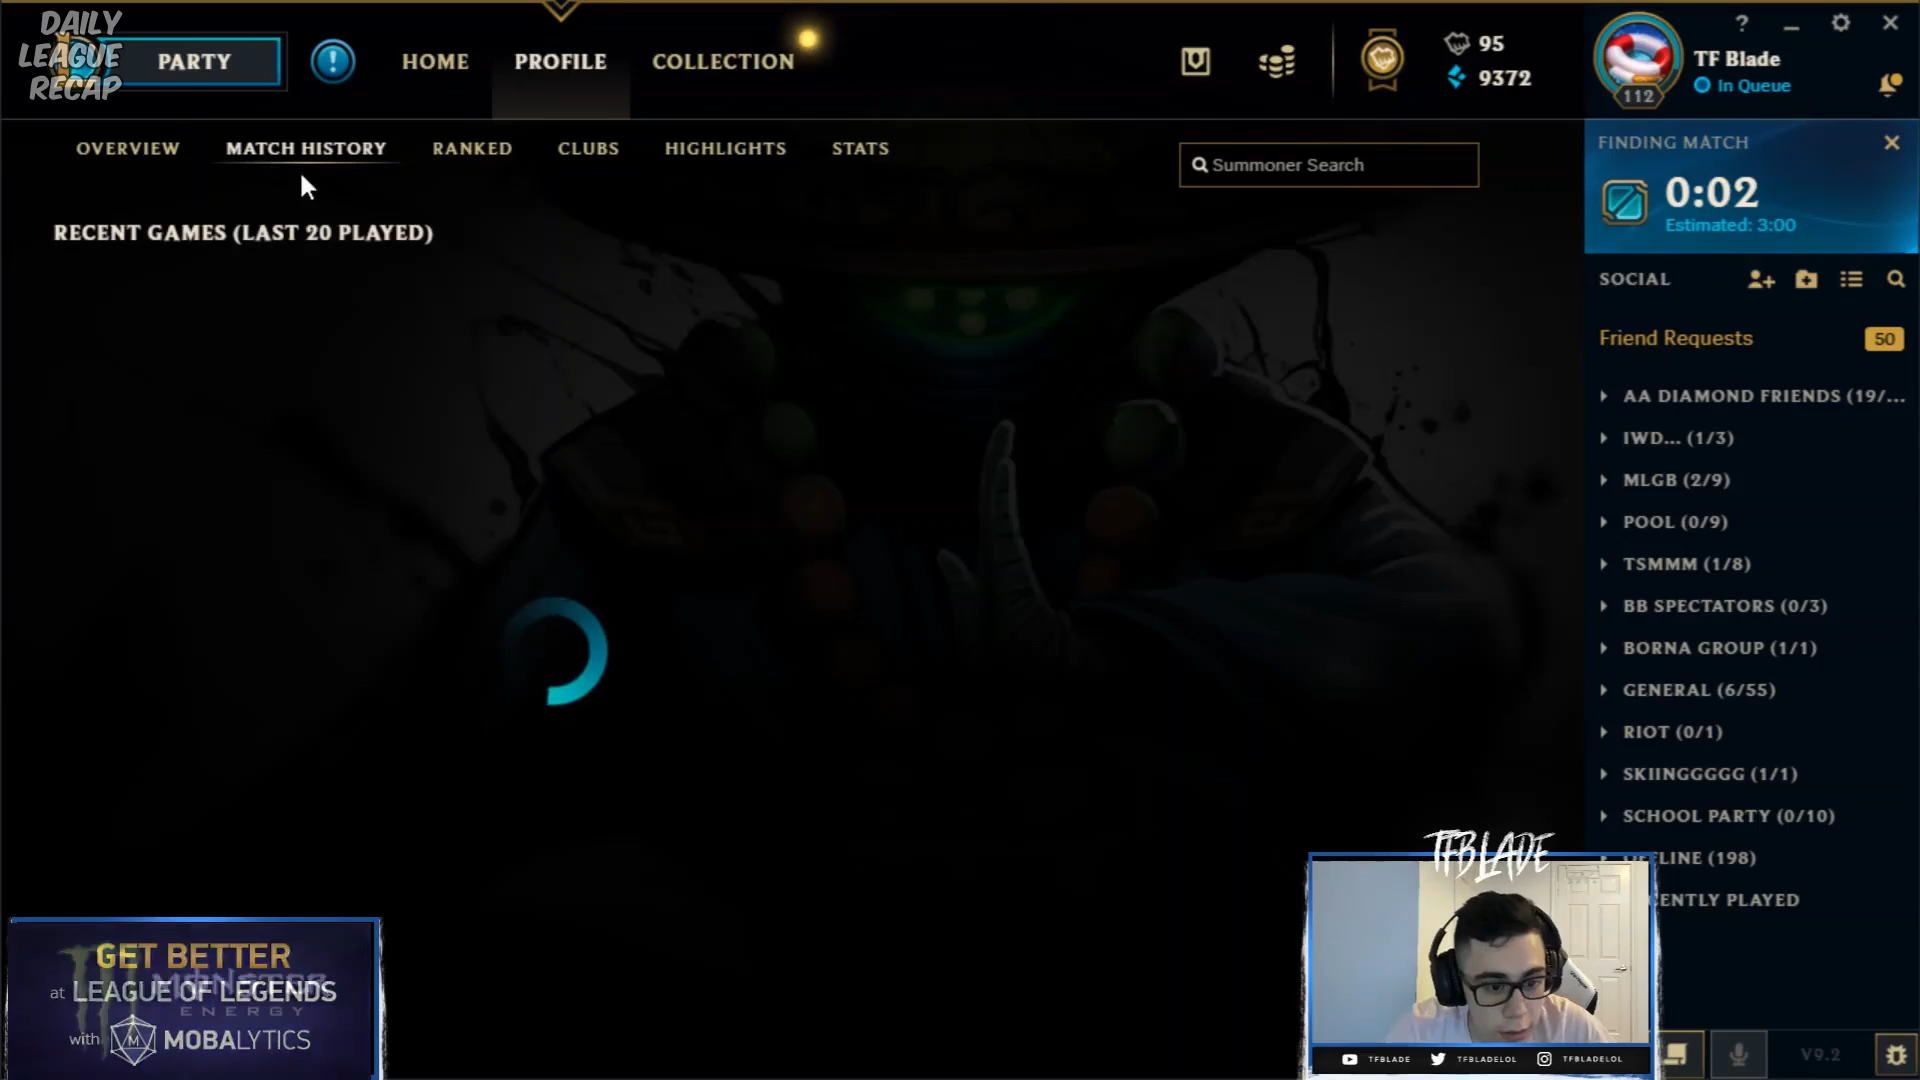 DAILY
LEAGUE
RECAP
PARTY
HOME
PROFILE
COLLECTION
95
9372
112
TF Blade
In Queue
OVERVIEW
MATCH HISTORY
RANKED
CLUBS
HIGHLIGHTS
STATS
Summoner Search
RECENT GAMES (LAST 20 PLAYED)
FINDING MATCH
0:02
Estimated: 3:00
SOCIAL
Friend Requests
50
AA DIAMOND FRIENDS (19/...
IWD... (1/3)
MLGB (2/9)
POOL (0/9)
TSMMM (1/8)
BB SPECTATORS (0/3)
BORNA GROUP (1/1)
GENERAL (6/55)
RIOT (0/1)
SKIINGGGGG (1/1)
SCHOOL PARTY (0/10)
OFFLINE (198)
ENTLY PLAYED
TFBLADE
TFBLADE
TFBLADELOL
TFBLADELOL
V9.2
GET BETTER
at LEAGUE OF LEGENDS
MONSTER
ENERGY
with MOBALYTICS